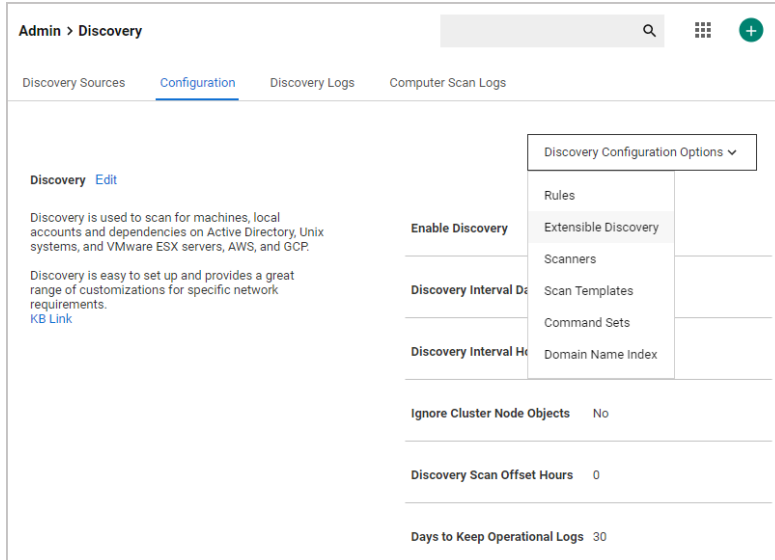 Admin > Discovery
Discovery Sources Configuration Discovery Logs Computer Scan Logs
Discovery Configuration Options
Rules
Extensible Discovery
Scanners
Scan Templates
Command Sets
Domain Name Index
Discovery Edit
Discovery is used to scan for machines, local
accounts and dependencies on Active Directory, Unix
systems, and VMware ESX servers, AWS, and GCP.
Discovery is easy to set up and provides a great
range of customizations for specific network
requirements.
KB Link
Enable Discovery
Discovery Interval Da
Discovery Interval Ho
Ignore Cluster Node Objects No
Discovery Scan Offset Hours 0
Days to Keep Operational Logs 30